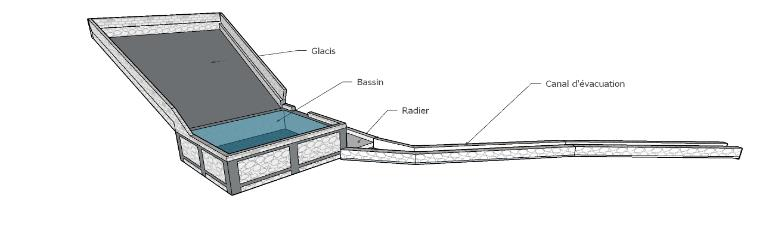 Glacis
Bassin
Canal d'évacuation
Radier